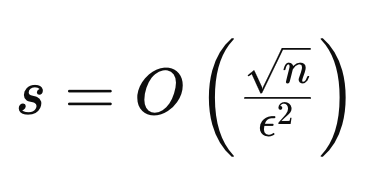 s = O(√n/ϵ²)